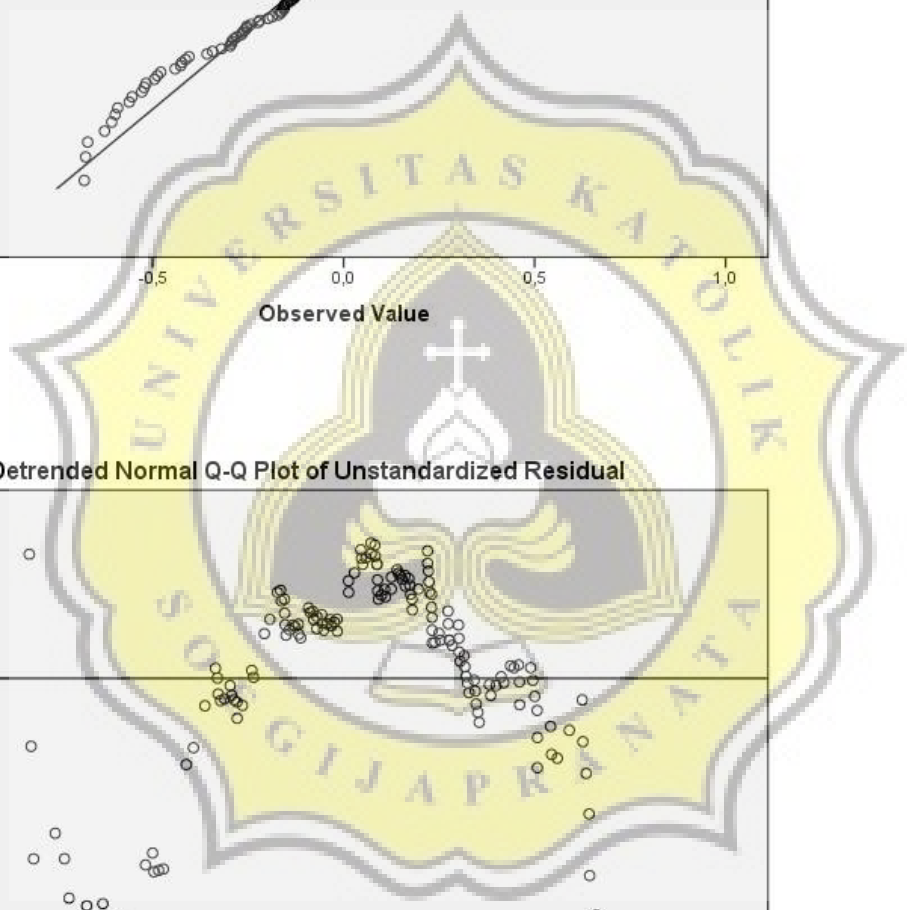 -0,5 0,0 0,5 1,0
Observed Value
Detrended Normal Q-Q Plot of Unstandardized Residual
UNIVERSITAS KATOLIK
SOEGIJAPRANATA